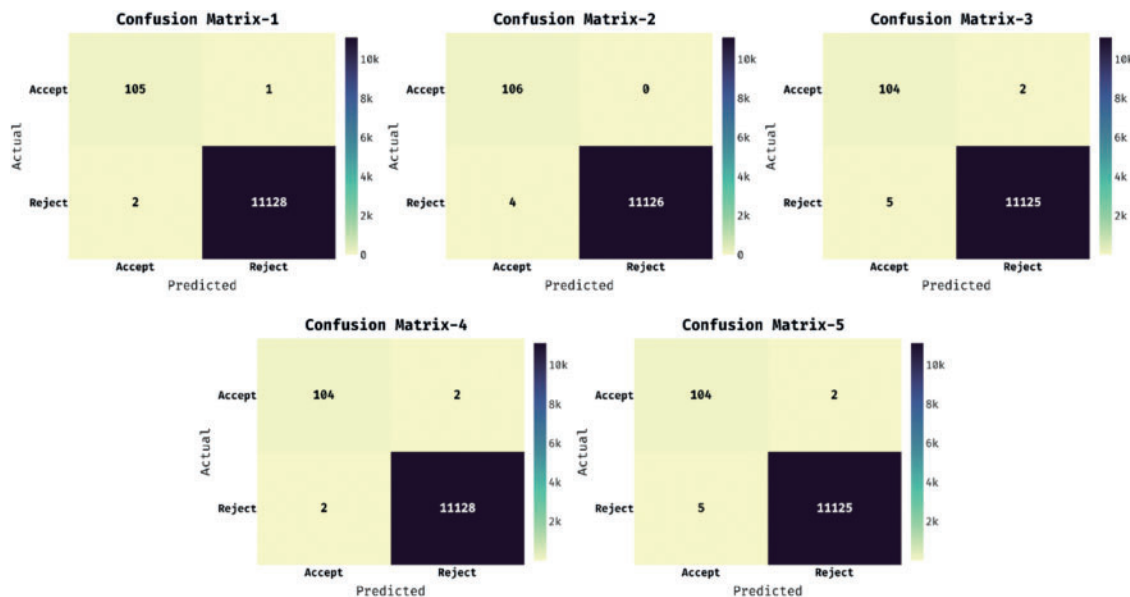 Confusion Matrix-1
Accept
105
1
Actual
Reject
2
11128
Accept
Reject
Predicted
10k
8k
6k
4k
2k
0
Confusion Matrix-2
Accept
106
0
Actual
Reject
4
11126
Accept
Reject
Predicted
10k
8k
6k
4k
2k
0
Confusion Matrix-3
Accept
104
2
Actual
Reject
5
11125
Accept
Reject
Predicted
10k
8k
6k
4k
2k
Confusion Matrix-4
Accept
104
2
Actual
Reject
2
11128
Accept
Reject
Predicted
10k
8k
6k
4k
2k
Confusion Matrix-5
Accept
104
2
Actual
Reject
5
11125
Accept
Reject
Predicted
10k
8k
6k
4k
2k